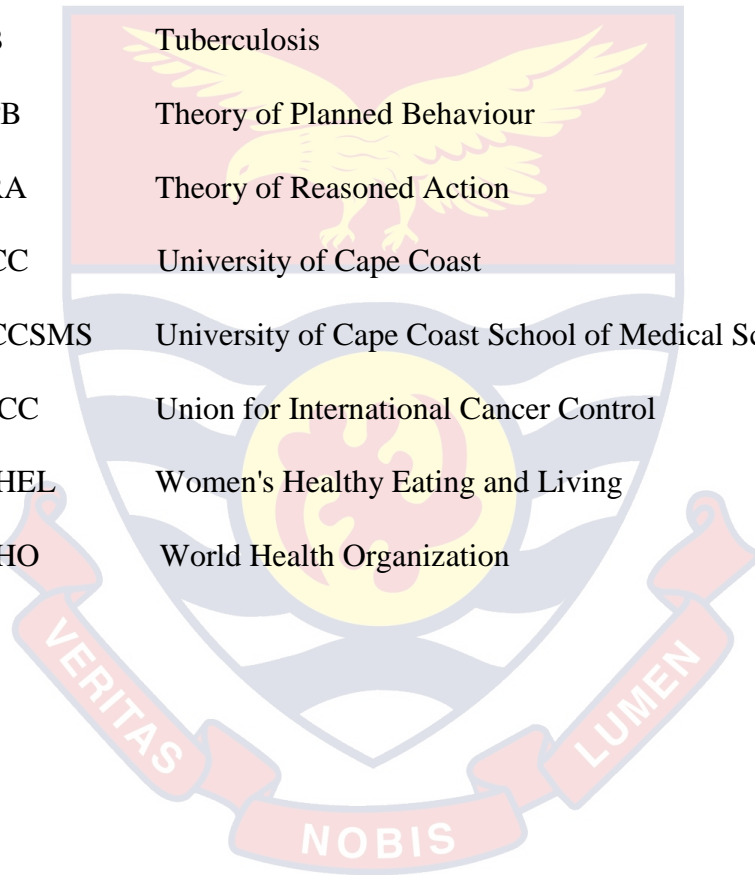 B Tuberculosis
B Theory of Planned Behaviour
RA Theory of Reasoned Action
CC University of Cape Coast
CCSMS University of Cape Coast School of Medical Sc
CC Union for International Cancer Control
HEL Women's Healthy Eating and Living
HO World Health Organization
VERITAS NOBIS LUMEN